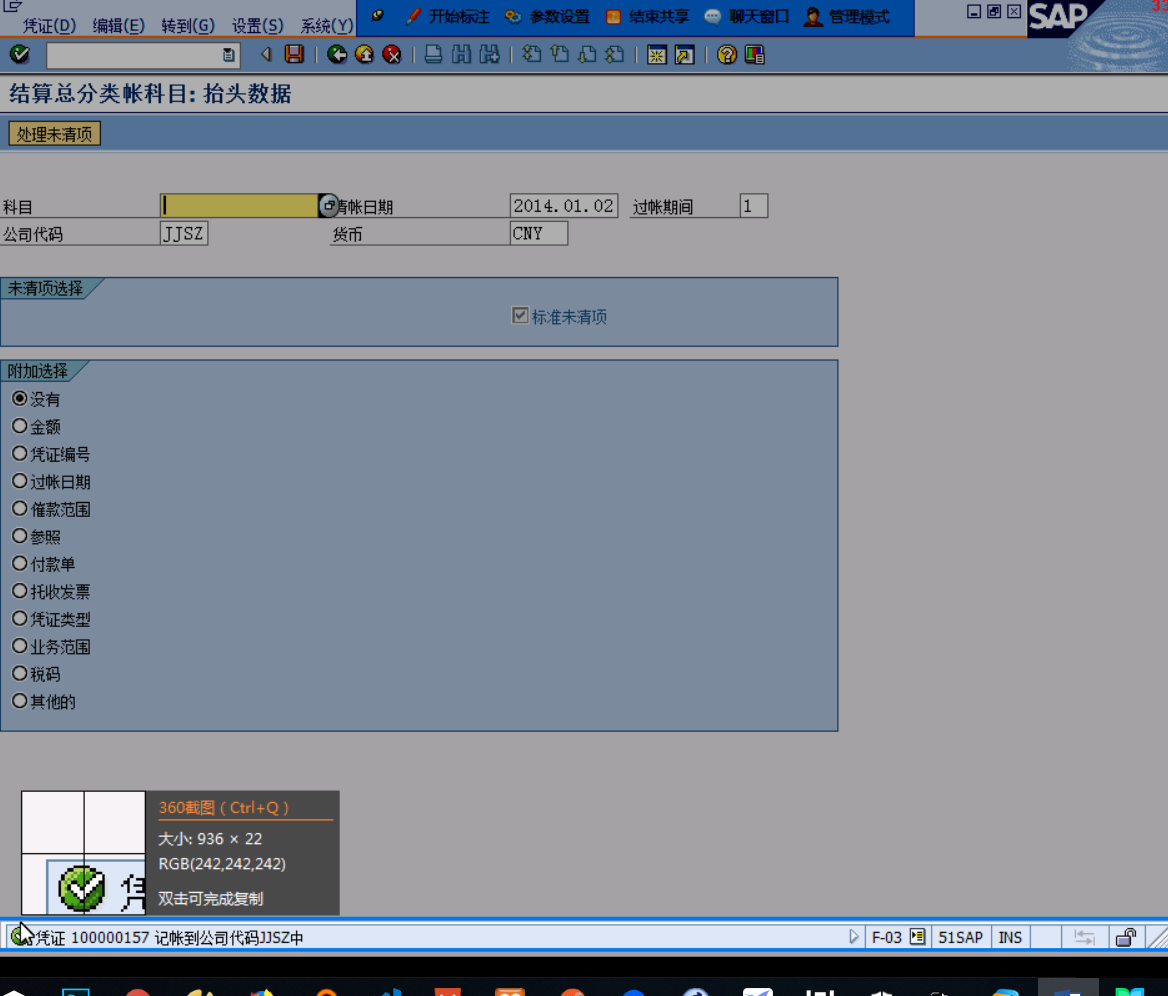 凭证(D) 编辑(E) 转到(G) 设置(S) 系统(Y) 开始标注 参数设置 结束共享 聊天窗口 管理模式 SAP
结算总分类帐科目: 抬头数据
处理未清项
科目 清帐日期 2014.01.02 过帐期间 1
公司代码 JJSZ 货币 CNY
未清项选择
标准未清项
附加选择
没有
金额
凭证编号
过帐日期
催款范围
参照
付款单
托收发票
凭证类型
业务范围
税码
其他的
360截图 ( Ctrl+Q )
大小: 936 × 22
RGB(242,242,242)
双击可完成复制
凭证 100000157 记帐到公司代码JJSZ中 F-03 51SAP INS